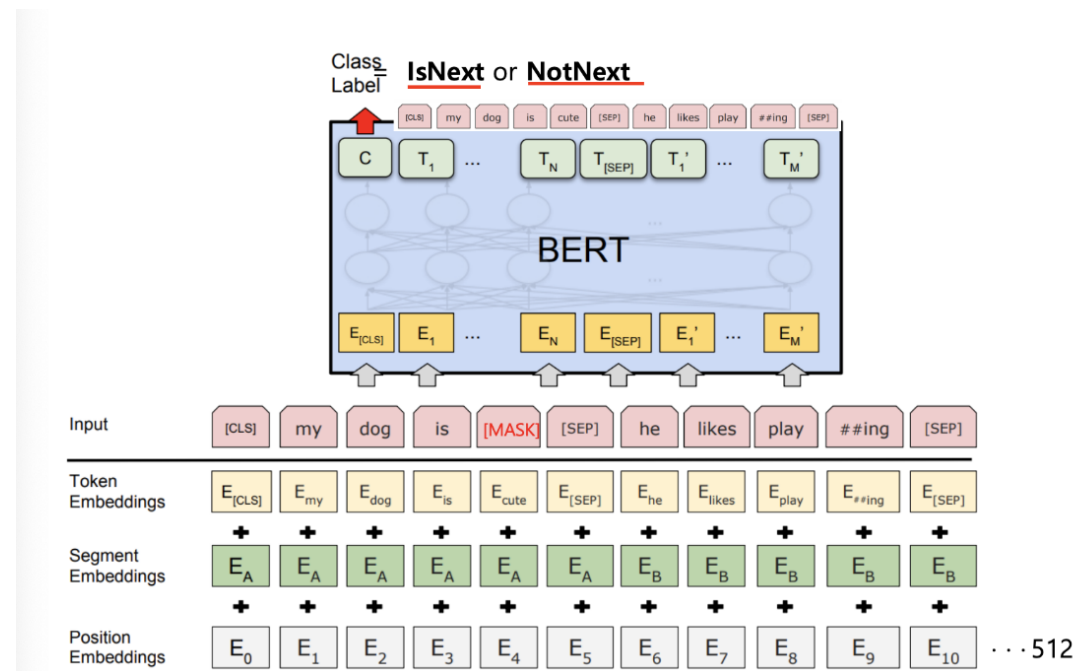 Class
Label = IsNext or NotNext
[CLS] my dog is cute [SEP] he likes play ##ing [SEP]
C T1 ... TN T[SEP] T1' ... TM'
...
BERT
...
E[CLS] E1 ... EN E[SEP] E1' ... EM'
Input [CLS] my dog is [MASK] [SEP] he likes play ##ing [SEP]
Token
Embeddings E[CLS] Emy Edog Eis Ecute E[SEP] Ehe Elikes Eplay E##ing E[SEP]
+ + + + + + + + + + +
Segment
Embeddings EA EA EA EA EA EA EB EB EB EB EB
+ + + + + + + + + + +
Position
Embeddings E0 E1 E2 E3 E4 E5 E6 E7 E8 E9 E10 ···512